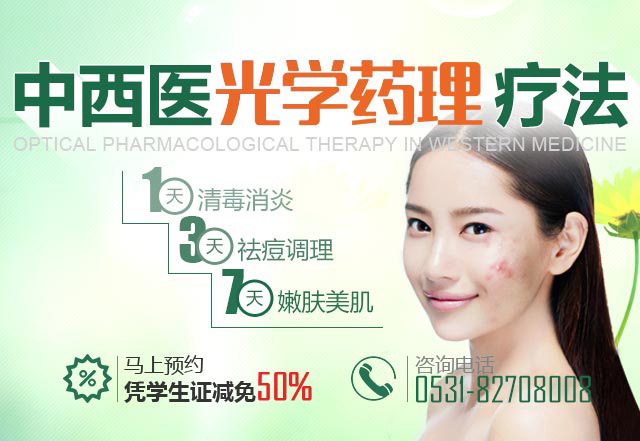 中西医光学药理疗法
OPTICAL PHARMACOLOGICAL THERAPY IN WESTERN MEDICINE
1天 清毒消炎
3天 祛痘调理
7天 嫩肤美肌
马上预约
凭学生证减免50%
咨询电话
0531-82708008